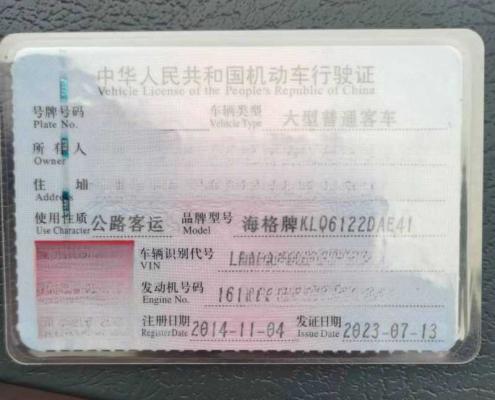 中华人民共和国机动车行驶证
Vehicle License of the People's Republic of China
号牌号码 车辆类型 大型普通客车
Plate No. Vehicle Type
所有人
Owner
住 址
Address
使用性质 公路客运 品牌型号 海格牌KLQ6122DAE41
Use Character Model
车辆识别代号
VIN
发动机号码
Engine No.
注册日期 2014-11-04 发证日期 2023-07-13
Register Date Issue Date